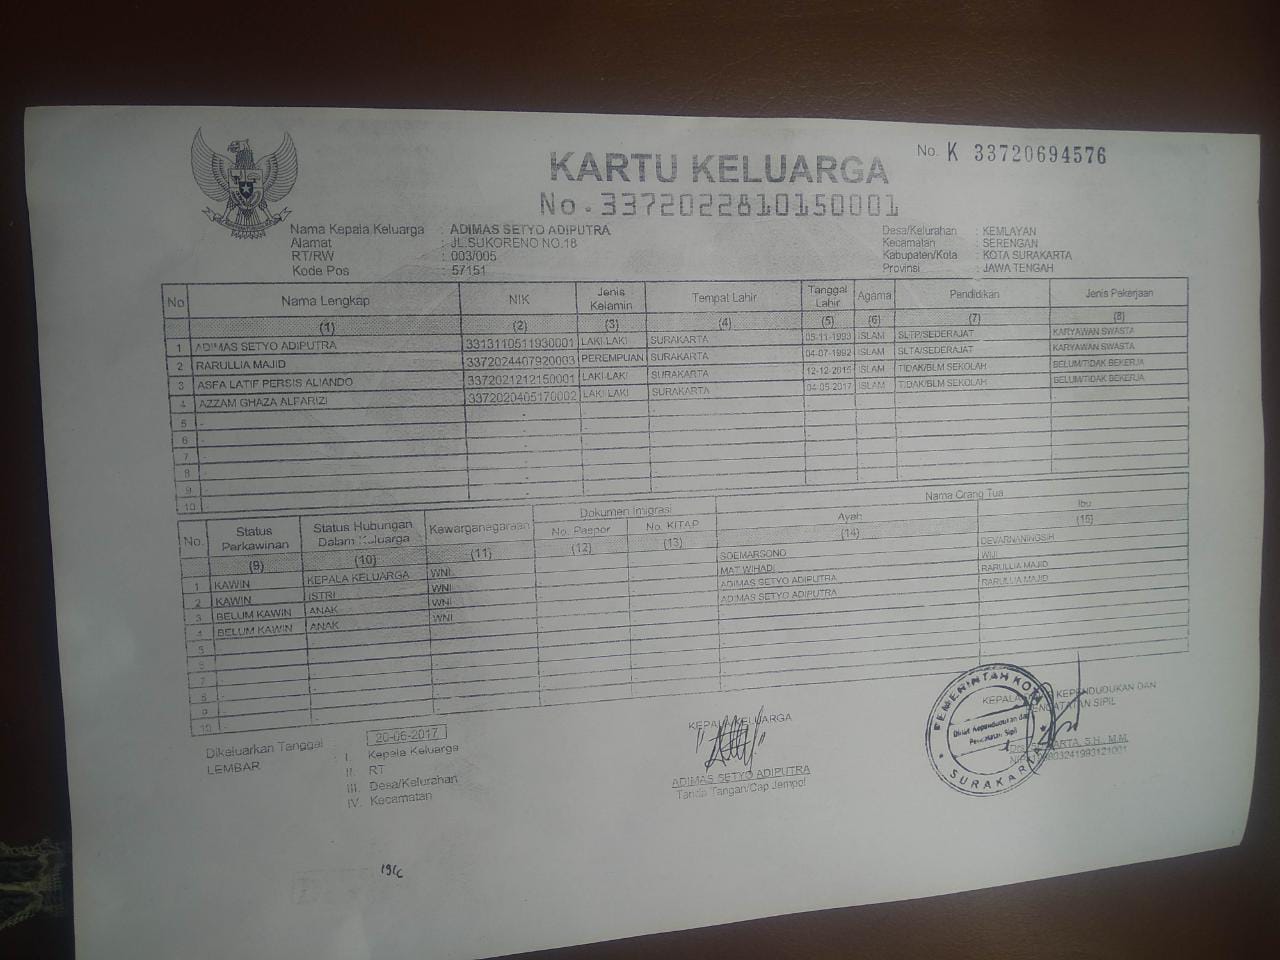 No. K 33720694576
KARTU KELUARGA
No. 3372022810150001
Nama Kepala Keluarga : ADIMAS SETYO ADIPUTRA
Alamat : JL.SUKORENO NO.18
RT/RW : 003/005
Kode Pos : 57151
Desa/Kelurahan : KEMLAYAN
Kecamatan : SERENGAN
Kabupaten/Kota : KOTA SURAKARTA
Provinsi : JAWA TENGAH
No Nama Lengkap NIK Jenis Kelamin Tempat Lahir Tanggal Lahir Agama Pendidikan Jenis Pekerjaan
(1) (2) (3) (4) (5) (6) (7) (8)
1 ADIMAS SETYO ADIPUTRA 3313110511930001 LAKI-LAKI SURAKARTA 05-11-1993 ISLAM SLTP/SEDERAJAT KARYAWAN SWASTA
2 RARULLIA MAJID 3372024407920003 PEREMPUAN SURAKARTA 04-07-1992 ISLAM SLTA/SEDERAJAT KARYAWAN SWASTA
3 ASFA LATIF PERSIS ALIANDO 3372021212150001 LAKI-LAKI SURAKARTA 12-12-2015 ISLAM TIDAK/BLM SEKOLAH BELUM/TIDAK BEKERJA
4 AZZAM GHAZA ALFARIZI 3372020405170002 LAKI-LAKI SURAKARTA 04-05-2017 ISLAM TIDAK/BLM SEKOLAH BELUM/TIDAK BEKERJA
5 -
6 -
7 -
8 -
9 -
10 -
No. Status Perkawinan Status Hubungan Dalam Keluarga Kewarganegaraan Dokumen Imigrasi Nama Orang Tua
No. Paspor No. KITAP Ayah Ibu
(9) (10) (11) (12) (13) (14) (15)
1 KAWIN KEPALA KELUARGA WNI SOEMARSONO DEVARNANINGSIH
2 KAWIN ISTRI WNI MAT WIHADI WIJI
3 BELUM KAWIN ANAK WNI ADIMAS SETYO ADIPUTRA RARULLIA MAJID
4 BELUM KAWIN ANAK WNI ADIMAS SETYO ADIPUTRA RARULLIA MAJID
5 -
6 -
7 -
8 -
9 -
10 -
Dikeluarkan Tanggal : 20-06-2017
LEMBAR : I. Kepala Keluarga
II. RT
III. Desa/Kelurahan
IV. Kecamatan
KEPALA KELUARGA
ADIMAS SETYO ADIPUTRA
Tanda Tangan/Cap Jempol
KEPALA KEPENDUDUKAN DAN
PENCATATAN SIPIL
PEMERINTAH KOTA
Dinas Kependudukan dan
Pencatatan Sipil
SURAKARTA
S.H., M.M.